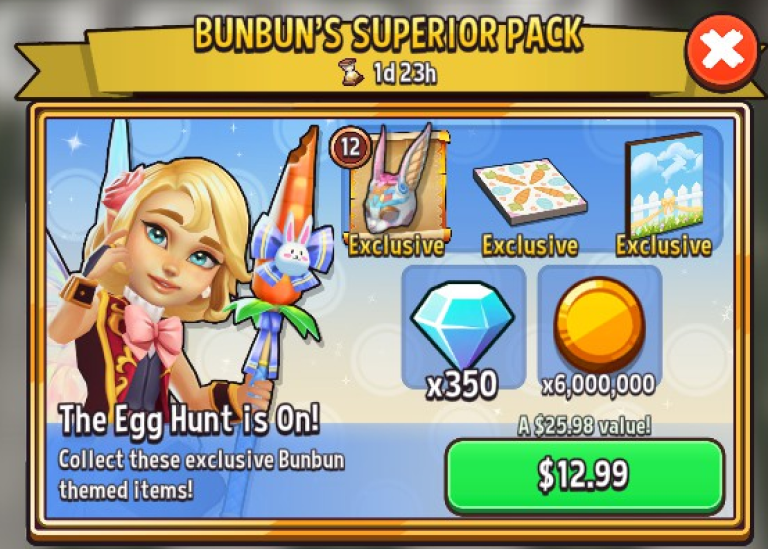 BUNBUN'S SUPERIOR PACK
1d 23h
12
Exclusive
Exclusive
Exclusive
x350
x6,000,000
The Egg Hunt is On!
Collect these exclusive Bunbun
themed items!
A $25.98 value!
$12.99